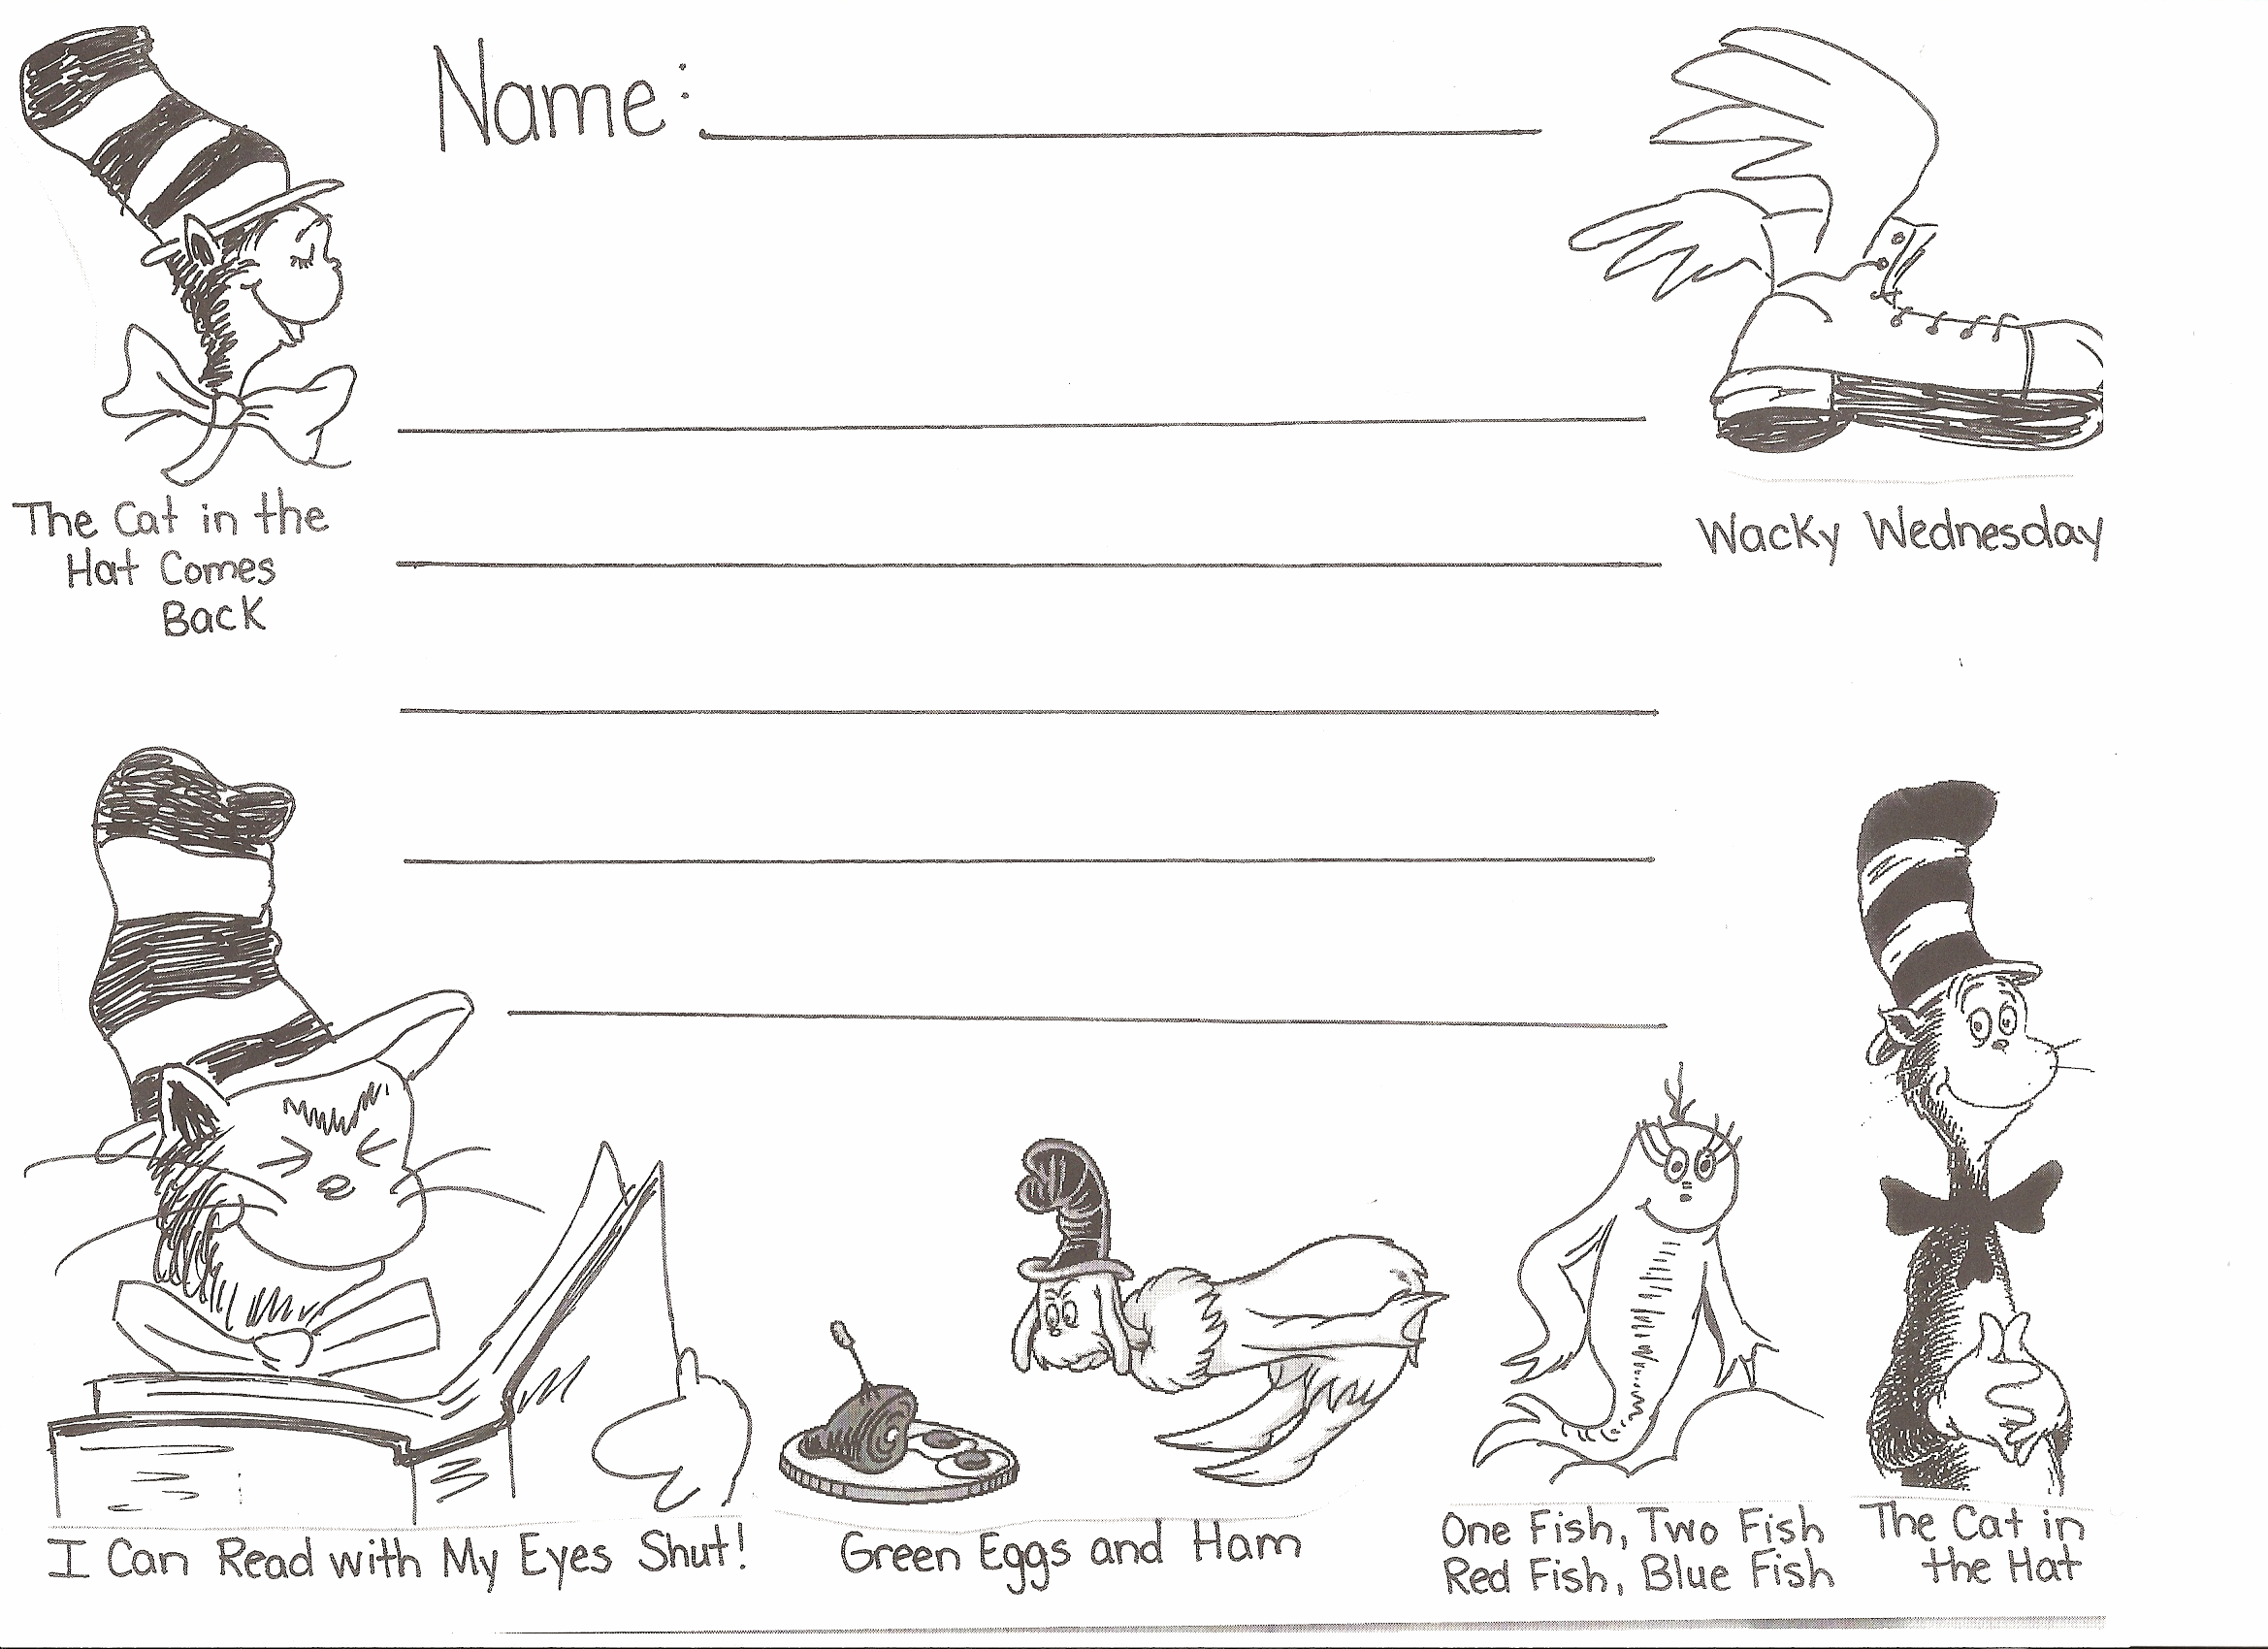 Name:
The Cat in the
Hat Comes
Back
Wacky Wednesday
I Can Read with My Eyes Shut!
Green Eggs and Ham
One Fish, Two Fish
Red Fish, Blue Fish
The Cat in
the Hat